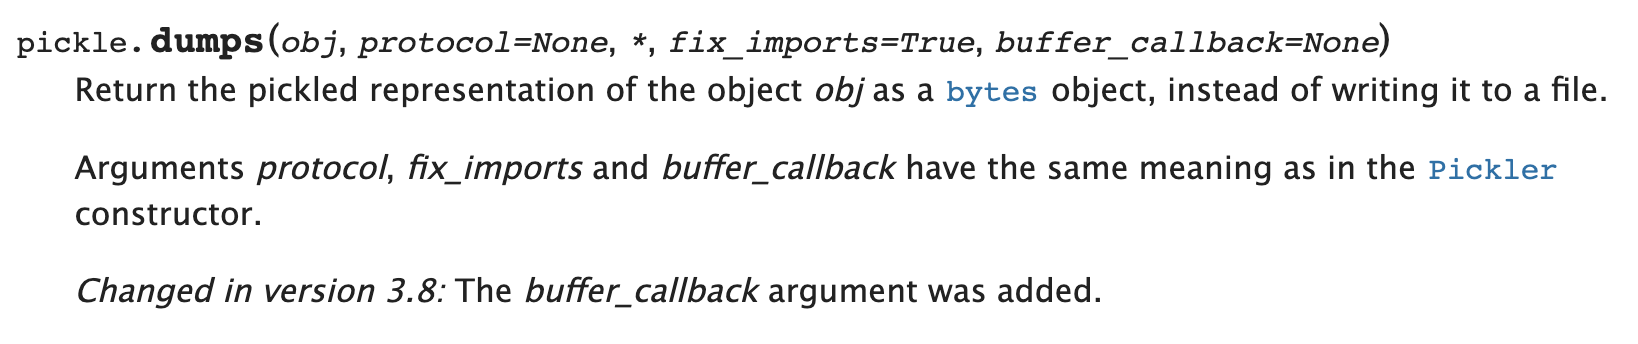 pickle.dumps(obj, protocol=None, *, fix_imports=True, buffer_callback=None)
Return the pickled representation of the object obj as a bytes object, instead of writing it to a file.
Arguments protocol, fix_imports and buffer_callback have the same meaning as in the Pickler
constructor.
Changed in version 3.8: The buffer_callback argument was added.